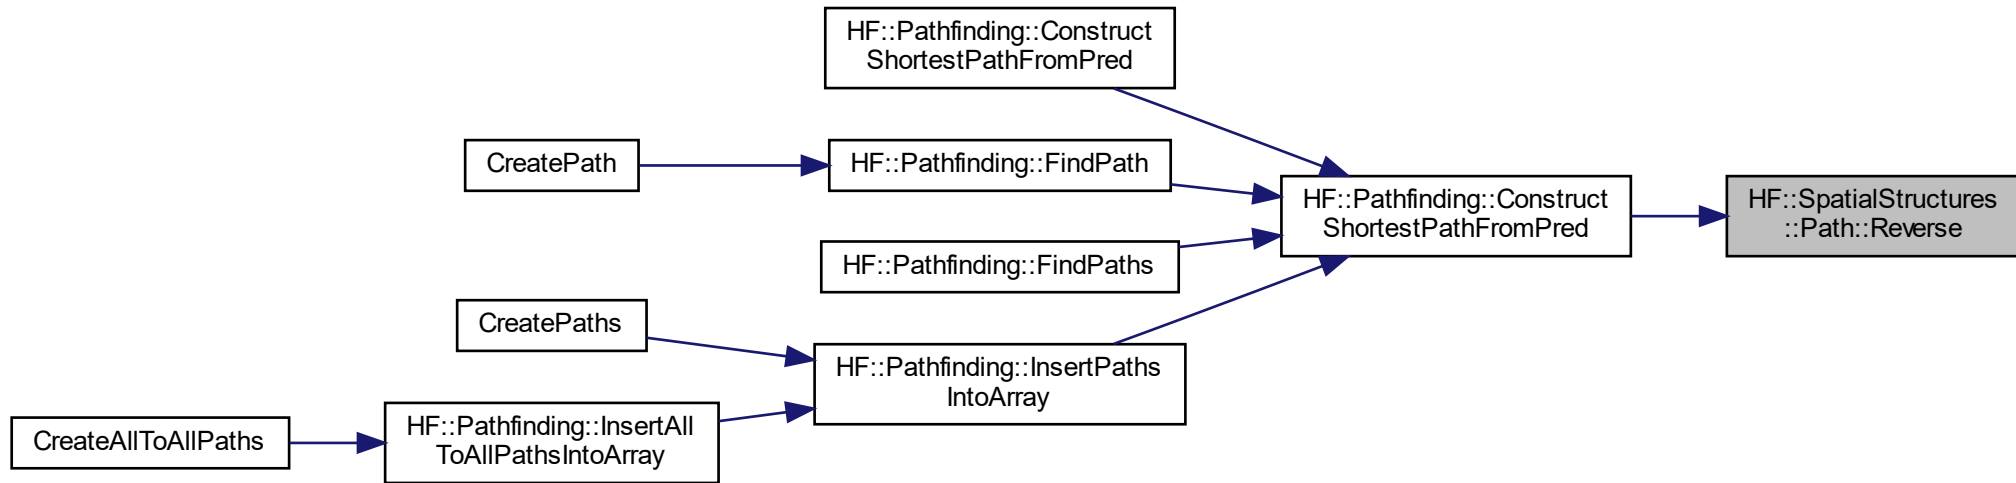 HF::Pathfinding::Construct
ShortestPathFromPred
CreatePath
HF::Pathfinding::FindPath
HF::Pathfinding::Construct
ShortestPathFromPred
HF::SpatialStructures
::Path::Reverse
HF::Pathfinding::FindPaths
CreatePaths
HF::Pathfinding::InsertPaths
IntoArray
CreateAllToAllPaths
HF::Pathfinding::InsertAll
ToAllPathsIntoArray